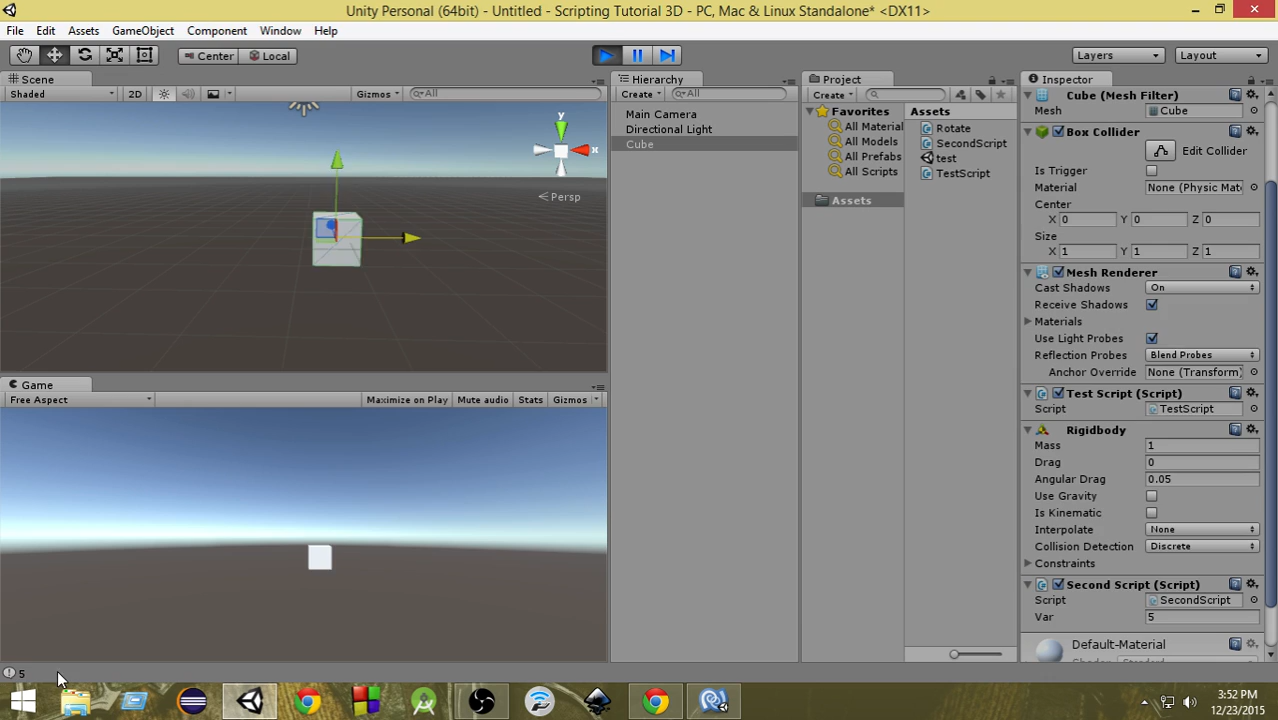 Unity Personal (64bit) - Untitled - Scripting Tutorial 3D - PC, Mac & Linux Standalone* <DX11>
File Edit Assets GameObject Component Window Help
Center Local Layers Layout
Scene
Shaded 2D Gizmos All
y
x
Persp
Game
Free Aspect Maximize on Play Mute audio Stats Gizmos
Hierarchy
Create All
Main Camera
Directional Light
Cube
Project
Create
Favorites
All Material
All Models
All Prefabs
All Scripts
Assets
Assets
Rotate
SecondScript
test
TestScript
Inspector
Cube (Mesh Filter)
Mesh Cube
Box Collider
Edit Collider
Is Trigger
Material None (Physic Mat
Center
X 0 Y 0 Z 0
Size
X 1 Y 1 Z 1
Mesh Renderer
Cast Shadows On
Receive Shadows
Materials
Use Light Probes
Reflection Probes Blend Probes
Anchor Override None (Transform)
Test Script (Script)
Script TestScript
Rigidbody
Mass 1
Drag 0
Angular Drag 0.05
Use Gravity
Is Kinematic
Interpolate None
Collision Detection Discrete
Constraints
Second Script (Script)
Script SecondScript
Var 5
Default-Material
5
3:52 PM
12/23/2015